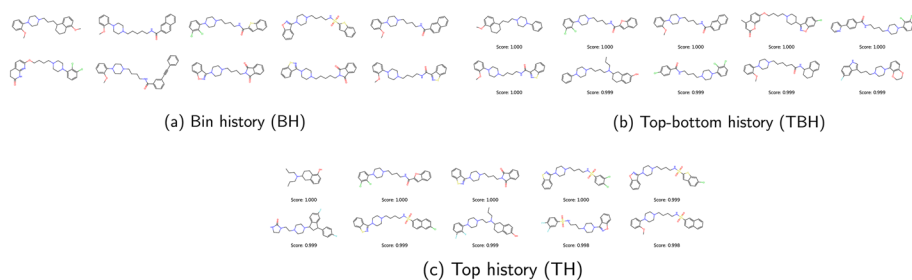 Score: 1.000 Score: 1.000 Score: 1.000 Score: 1.000 Score: 1.000
Score: 1.000 Score: 0.999 Score: 0.999 Score: 0.999 Score: 0.999
(a) Bin history (BH)
(b) Top-bottom history (TBH)
Score: 1.000 Score: 1.000 Score: 1.000 Score: 1.000 Score: 0.999
Score: 0.999 Score: 0.999 Score: 0.999 Score: 0.998 Score: 0.998
(c) Top history (TH)